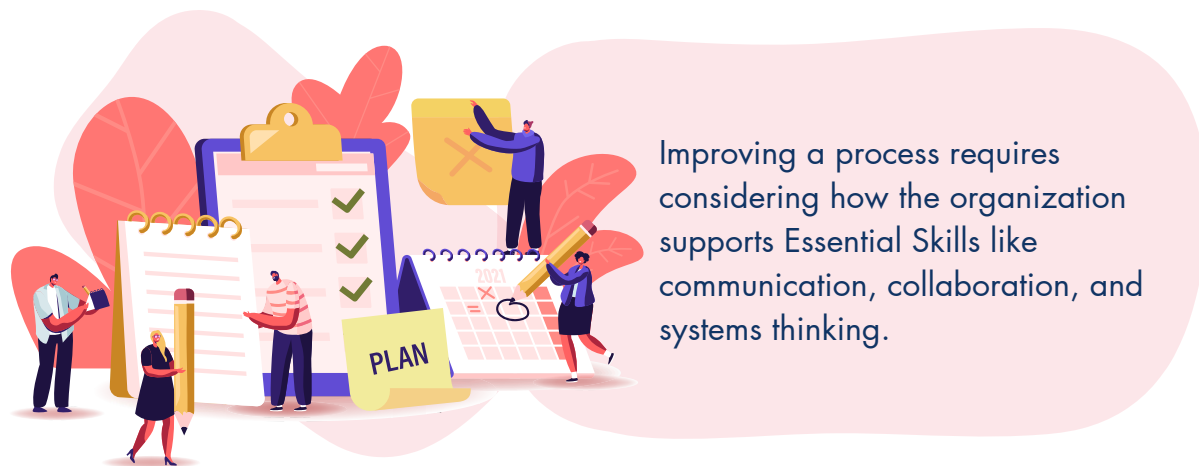 2021
PLAN
Improving a process requires
considering how the organization
supports Essential Skills like
communication, collaboration, and
systems thinking.